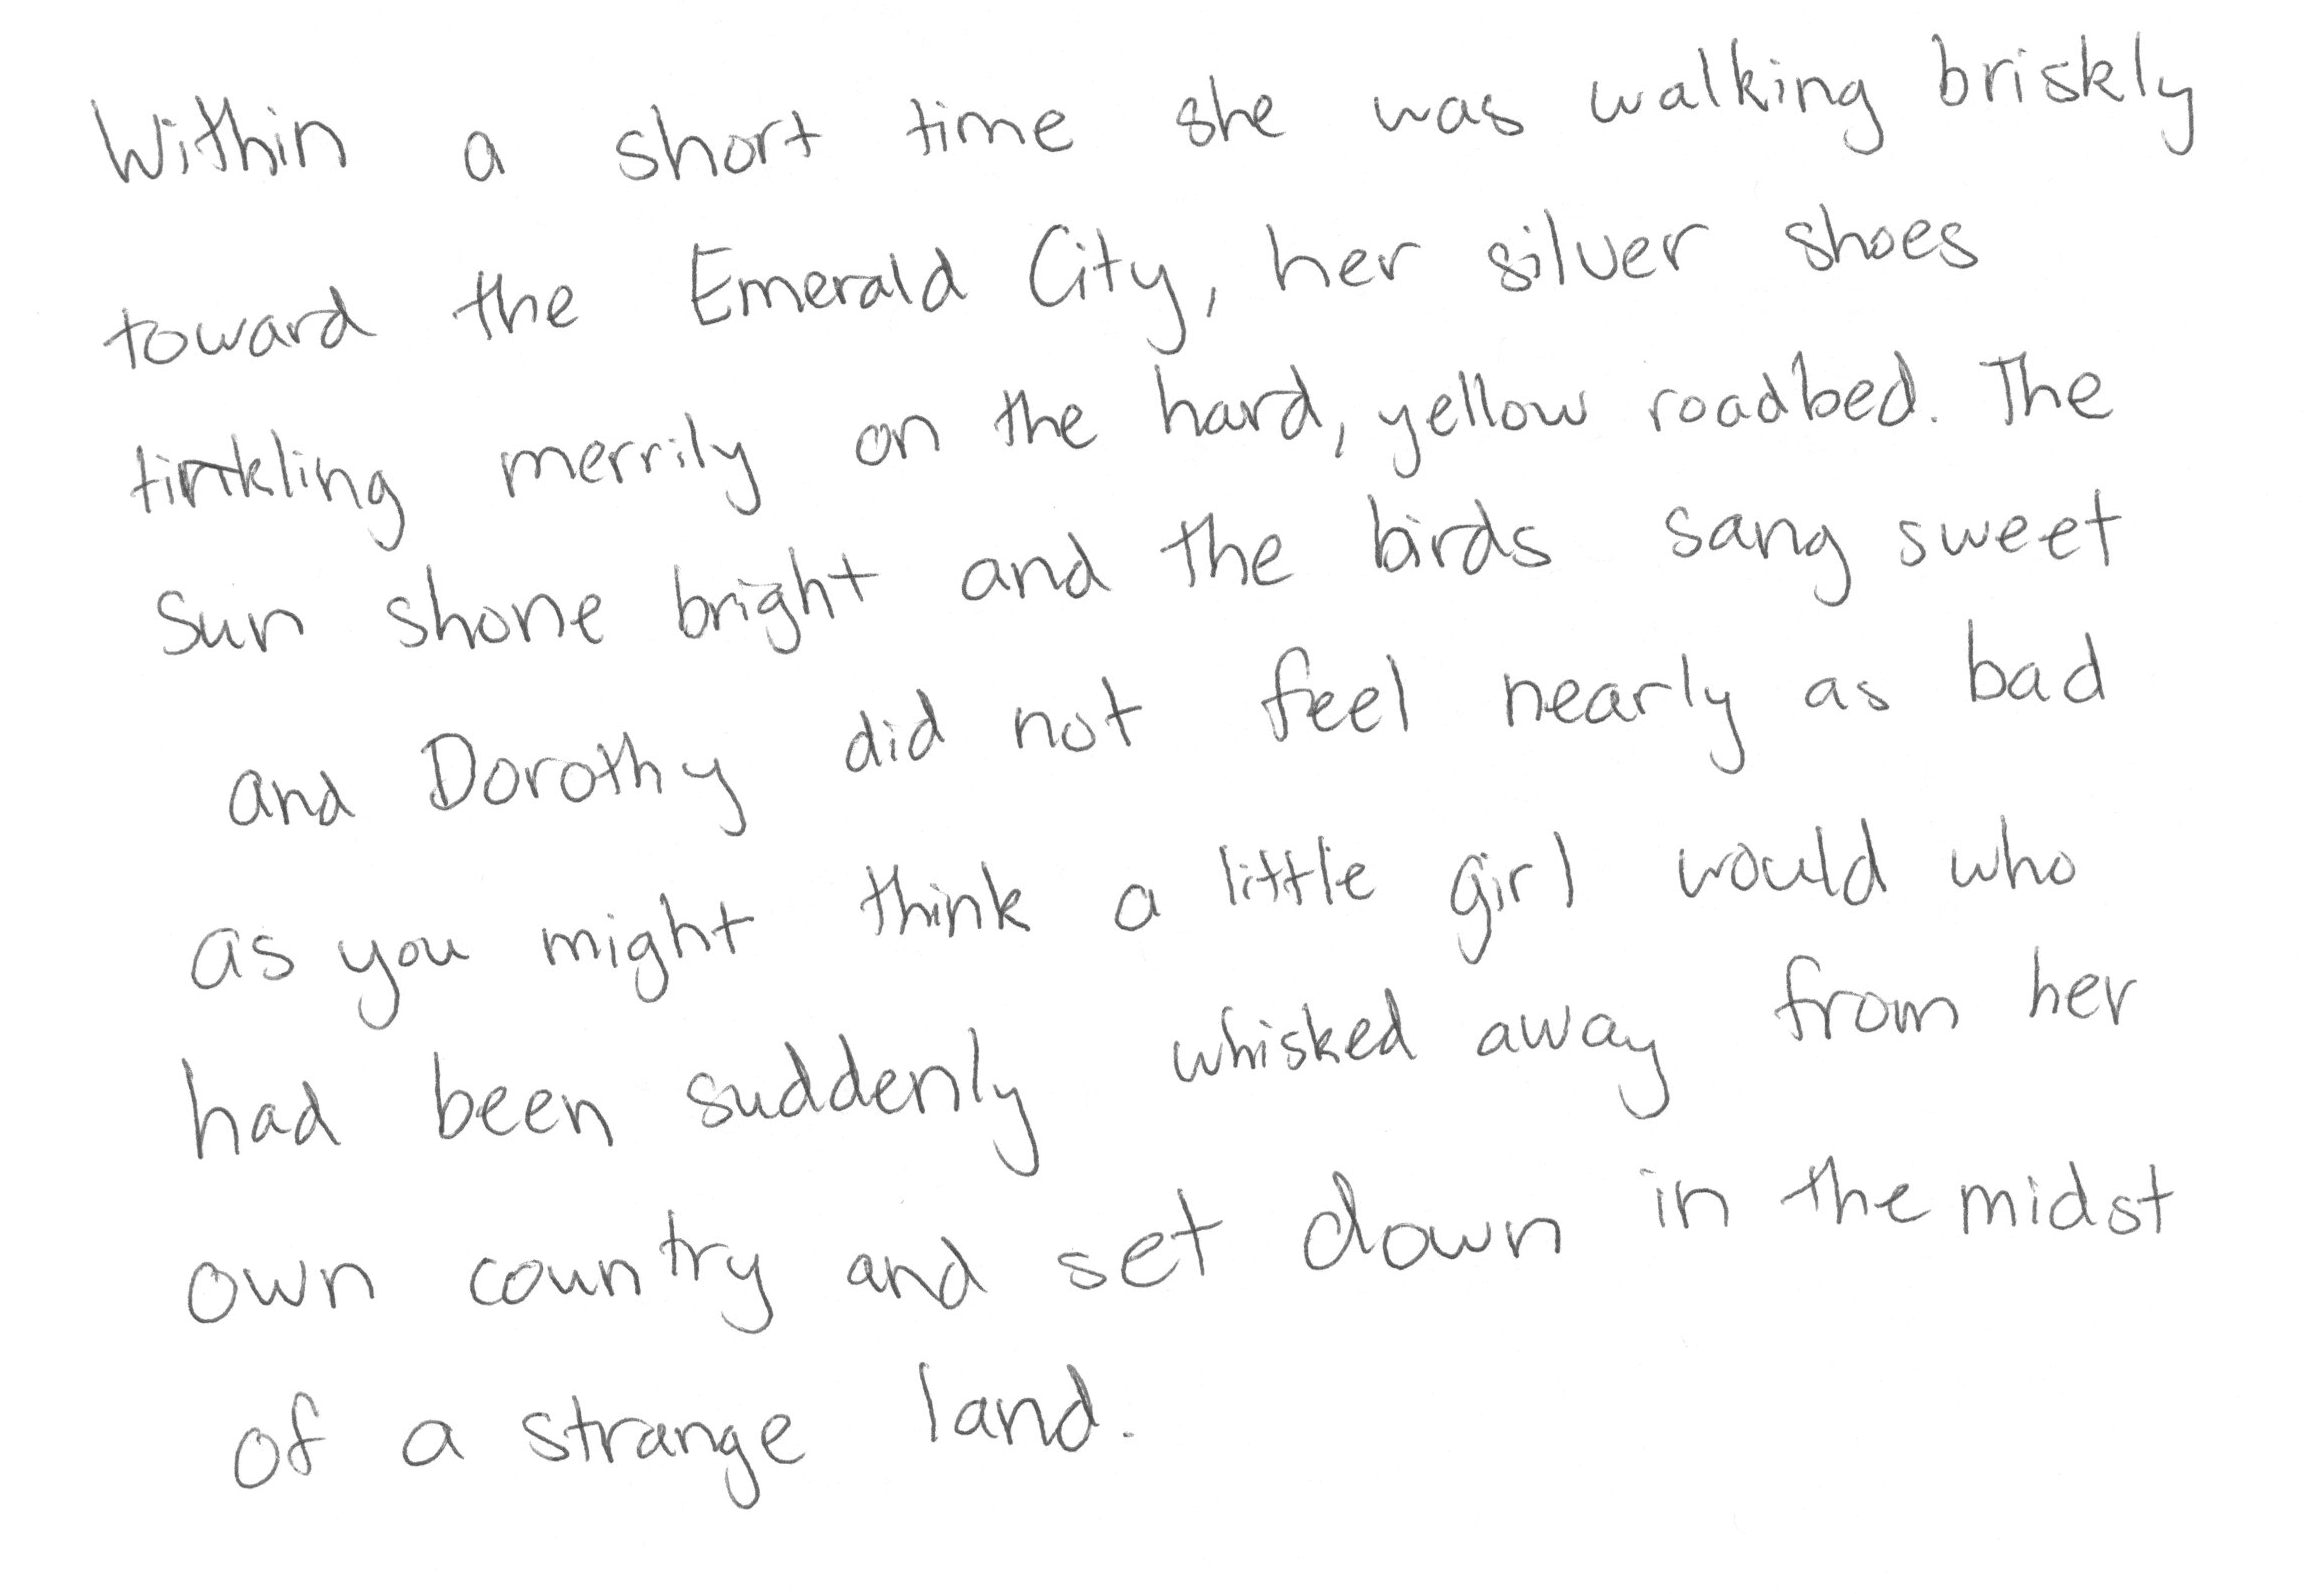 Within a short time she was walking briskly
toward the Emerald City, her silver shoes
tinkling merrily on the hard, yellow roadbed. The
sun shone bright and the birds sang sweet
and Dorothy did not feel nearly as bad
as you might think a little girl would who
had been suddenly whisked away from her
own country and set down in the midst
of a strange land.